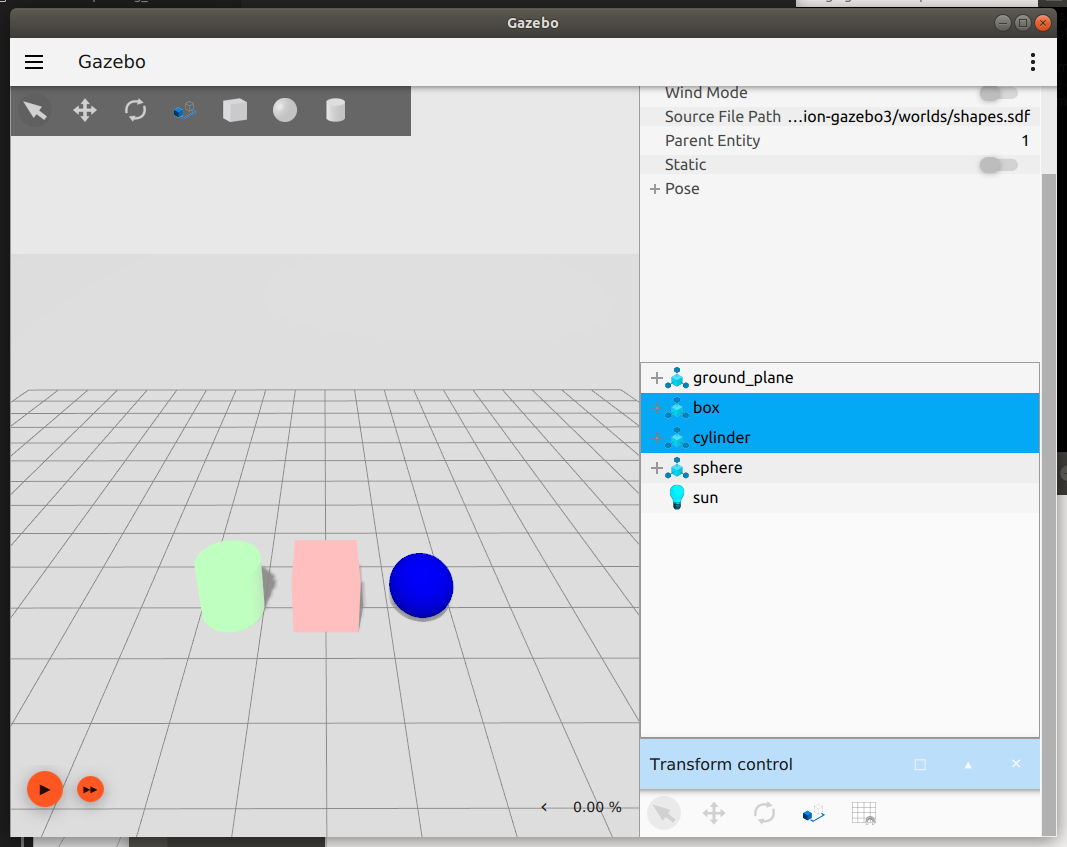 Gazebo
Gazebo
Wind Mode
Source File Path ...ion-gazebo3/worlds/shapes.sdf
Parent Entity 1
Static
Pose
ground_plane
box
cylinder
sphere
sun
Transform control
0.00 %